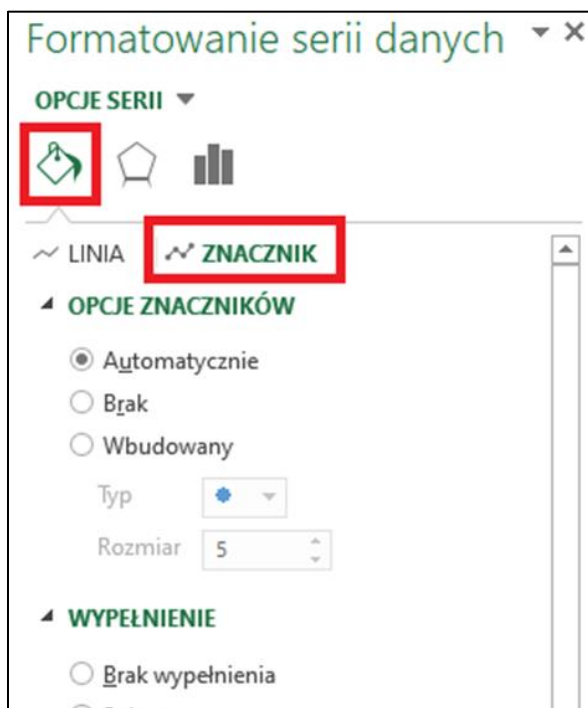 Formatowanie serii danych
OPCJE SERII
LINIA ZNACZNIK
OPCJE ZNACZNIKÓW
Automatycznie
Brak
Wbudowany
Typ
Rozmiar 5
WYPEŁNIENIE
Brak wypełnienia